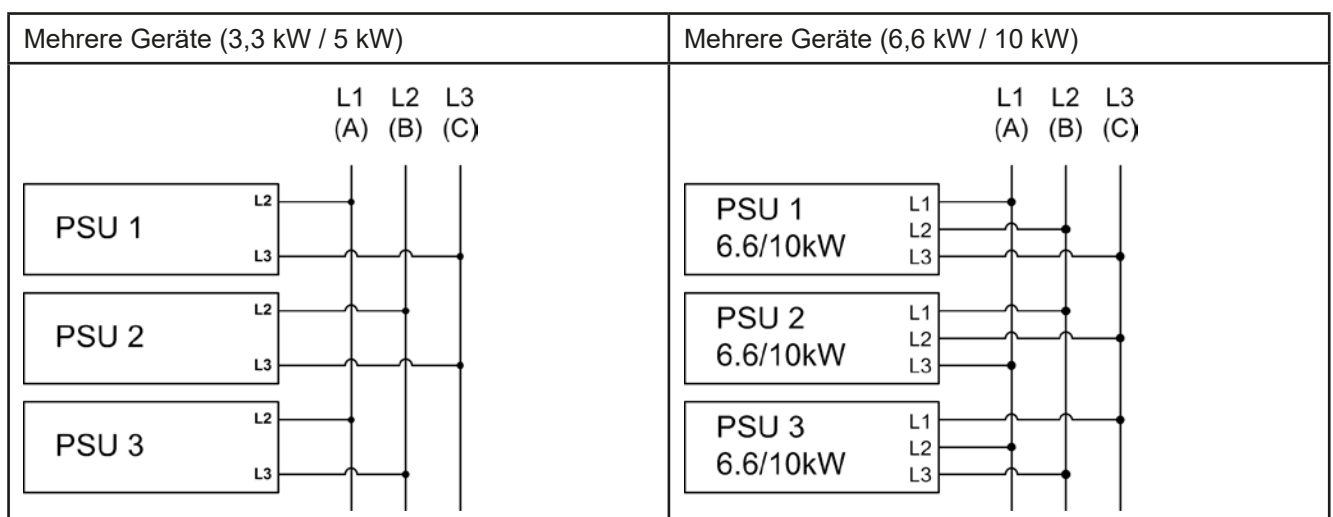 Mehrere Geräte (3,3 kW / 5 kW)
L1 L2 L3
(A) (B) (C)
L2
PSU 1
L3
L2
PSU 2
L3
L2
PSU 3
L3
Mehrere Geräte (6,6 kW / 10 kW)
L1 L2 L3
(A) (B) (C)
PSU 1 L1
L2
6.6/10kW
L3
PSU 2 L1
L2
6.6/10kW
L3
PSU 3 L1
L2
6.6/10kW
L3